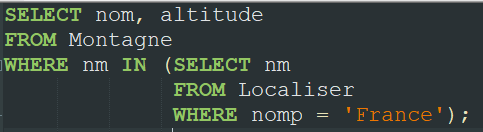 SELECT nom, altitude
FROM Montagne
WHERE nm IN (SELECT nm
FROM Localiser
WHERE nomp = 'France');